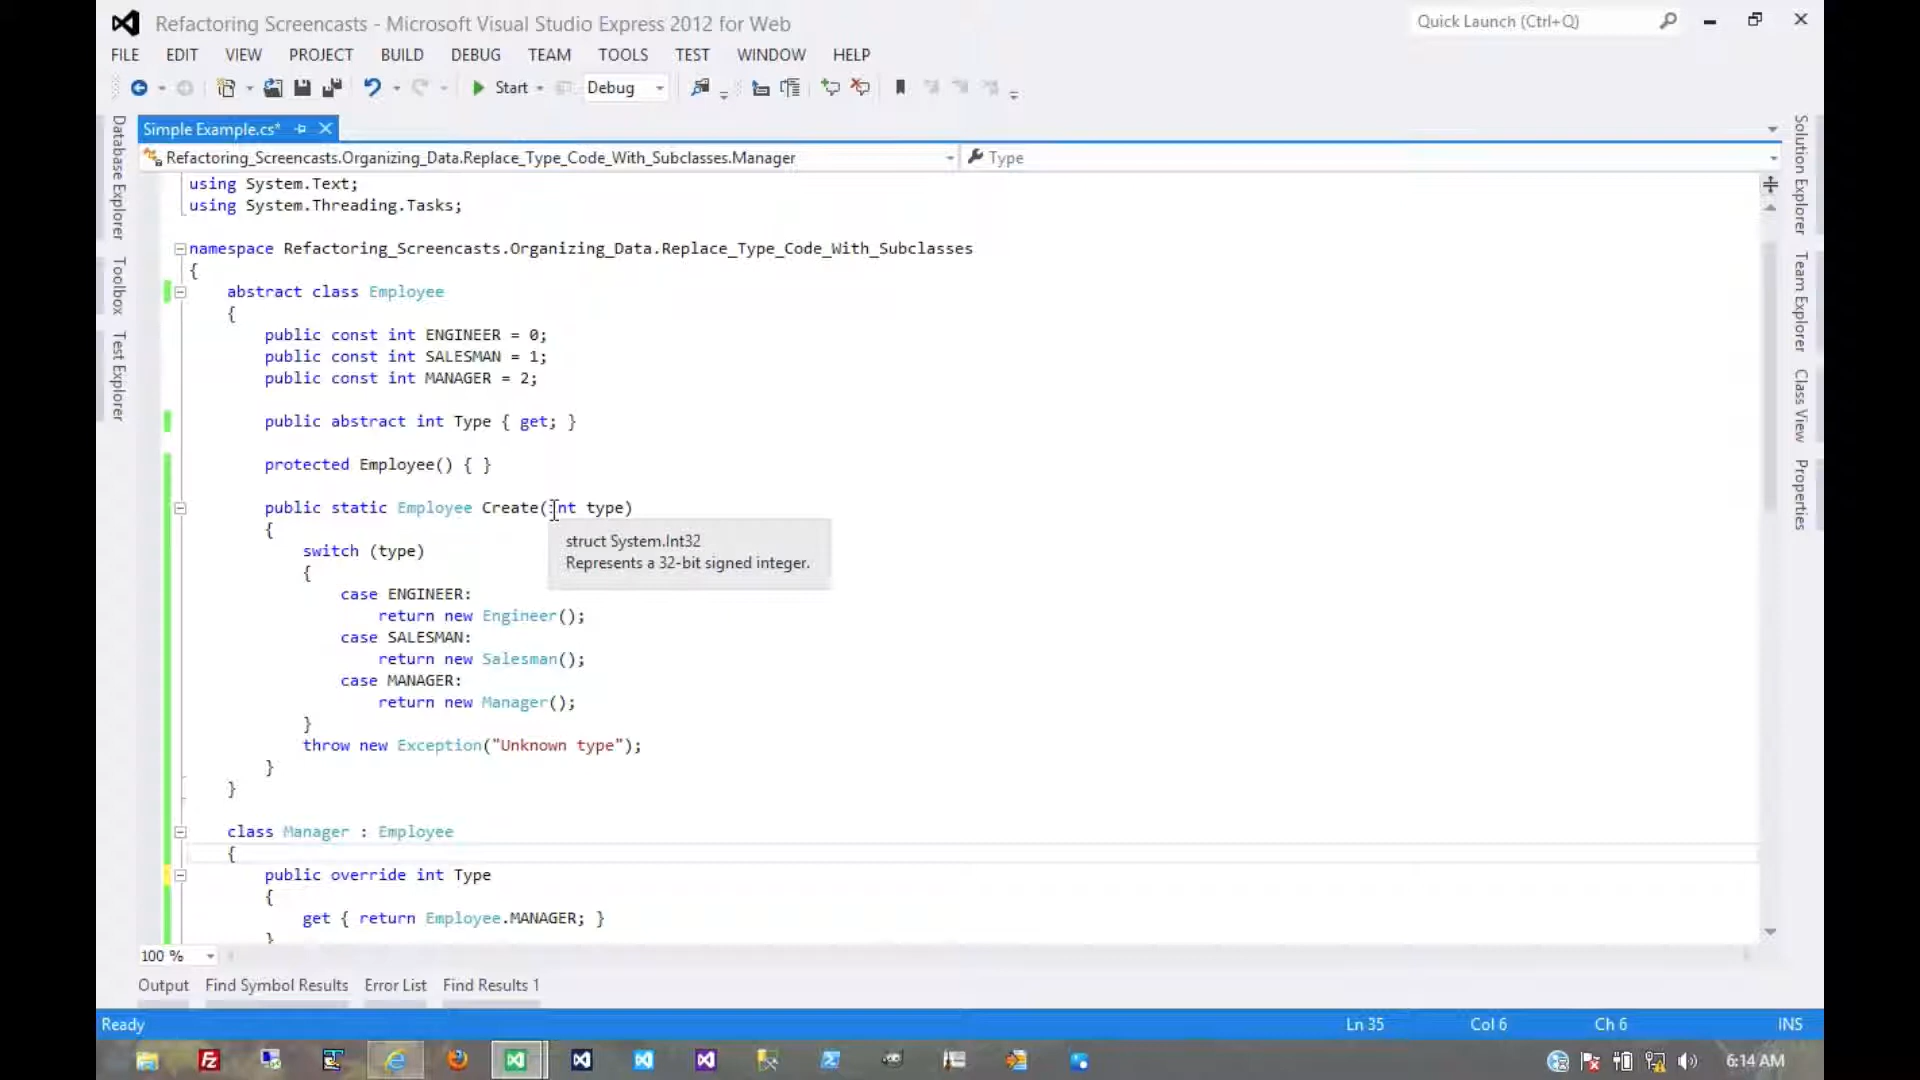 Refactoring Screencasts - Microsoft Visual Studio Express 2012 for Web
Quick Launch (Ctrl+Q)
FILE EDIT VIEW PROJECT BUILD DEBUG TEAM TOOLS TEST WINDOW HELP
Start Debug
Simple Example.cs*
Refactoring_Screencasts.Organizing_Data.Replace_Type_Code_With_Subclasses.Manager
Type
Database Explorer
Toolbox
Test Explorer
using System.Text;
using System.Threading.Tasks;
namespace Refactoring_Screencasts.Organizing_Data.Replace_Type_Code_With_Subclasses
{
abstract class Employee
{
public const int ENGINEER = 0;
public const int SALESMAN = 1;
public const int MANAGER = 2;
public abstract int Type { get; }
protected Employee() { }
public static Employee Create(int type)
{
struct System.Int32
Represents a 32-bit signed integer.
switch (type)
{
case ENGINEER:
return new Engineer();
case SALESMAN:
return new Salesman();
case MANAGER:
return new Manager();
}
throw new Exception("Unknown type");
}
}
class Manager : Employee
{
public override int Type
{
get { return Employee.MANAGER; }
}
Solution Explorer
Team Explorer
Class View
Properties
100 %
Output Find Symbol Results Error List Find Results 1
Ready Ln 35 Col 6 Ch 6 INS
6:14 AM